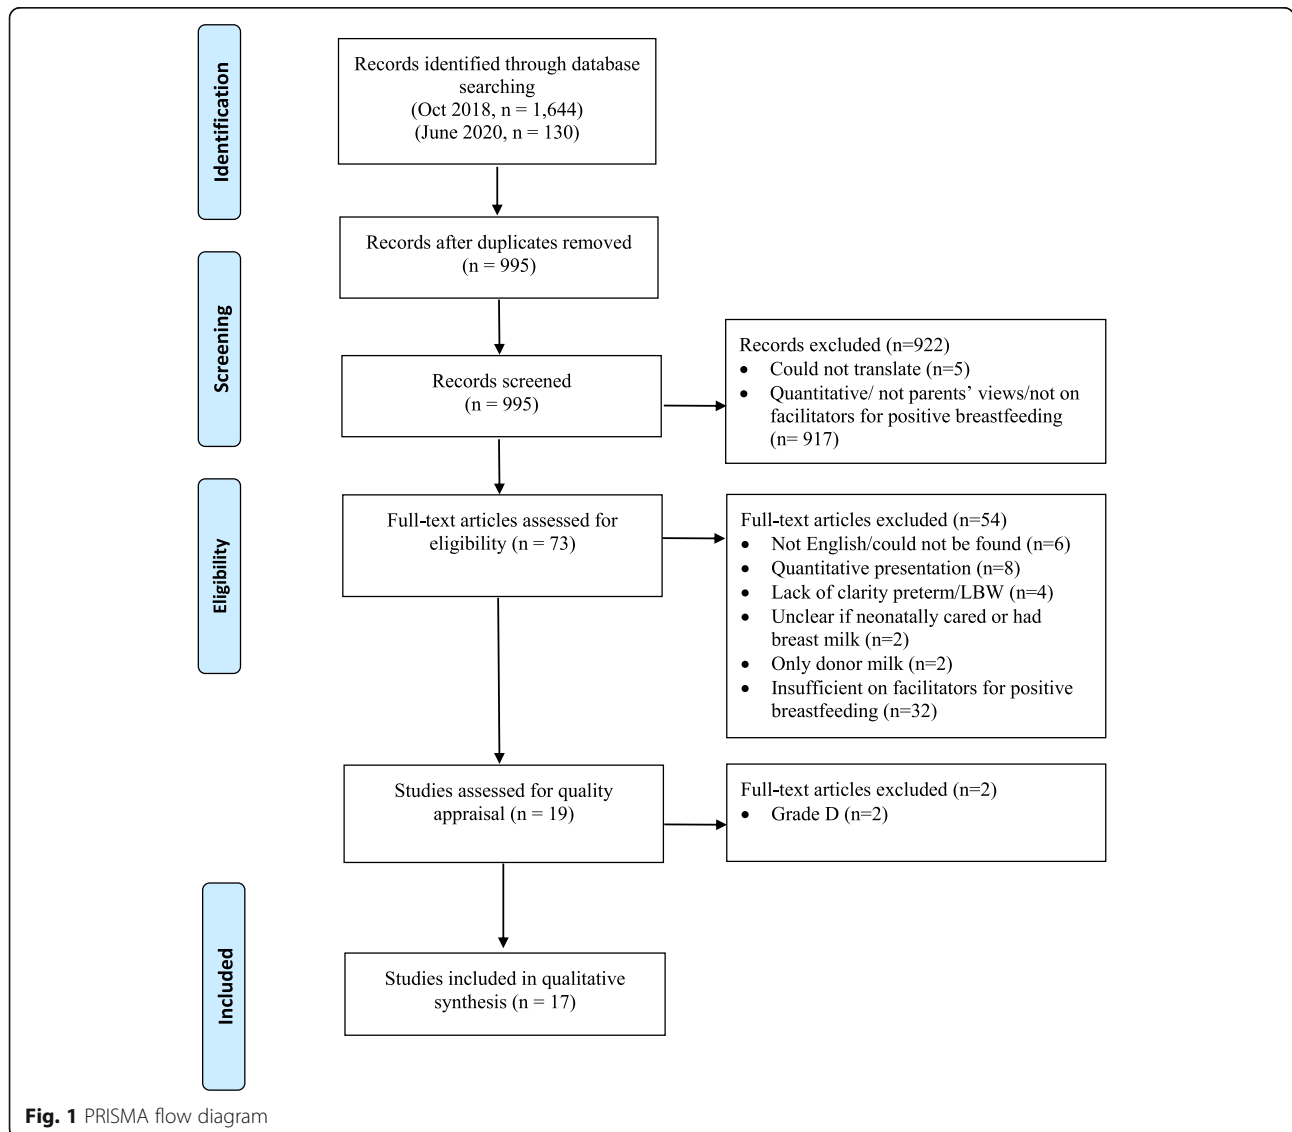 Identification
Records identified through database
searching
(Oct 2018, n = 1,644)
(June 2020, n = 130)
Records after duplicates removed
(n = 995)
Screening
Records screened
(n = 995)
Records excluded (n=922)
• Could not translate (n=5)
• Quantitative/ not parents’ views/not on
facilitators for positive breastfeeding
(n= 917)
Eligibility
Full-text articles assessed for
eligibility (n = 73)
Full-text articles excluded (n=54)
• Not English/could not be found (n=6)
• Quantitative presentation (n=8)
• Lack of clarity preterm/LBW (n=4)
• Unclear if neonatally cared or had
breast milk (n=2)
• Only donor milk (n=2)
• Insufficient on facilitators for positive
breastfeeding (n=32)
Studies assessed for quality
appraisal (n = 19)
Full-text articles excluded (n=2)
• Grade D (n=2)
Included
Studies included in qualitative
synthesis (n = 17)
Fig. 1 PRISMA flow diagram